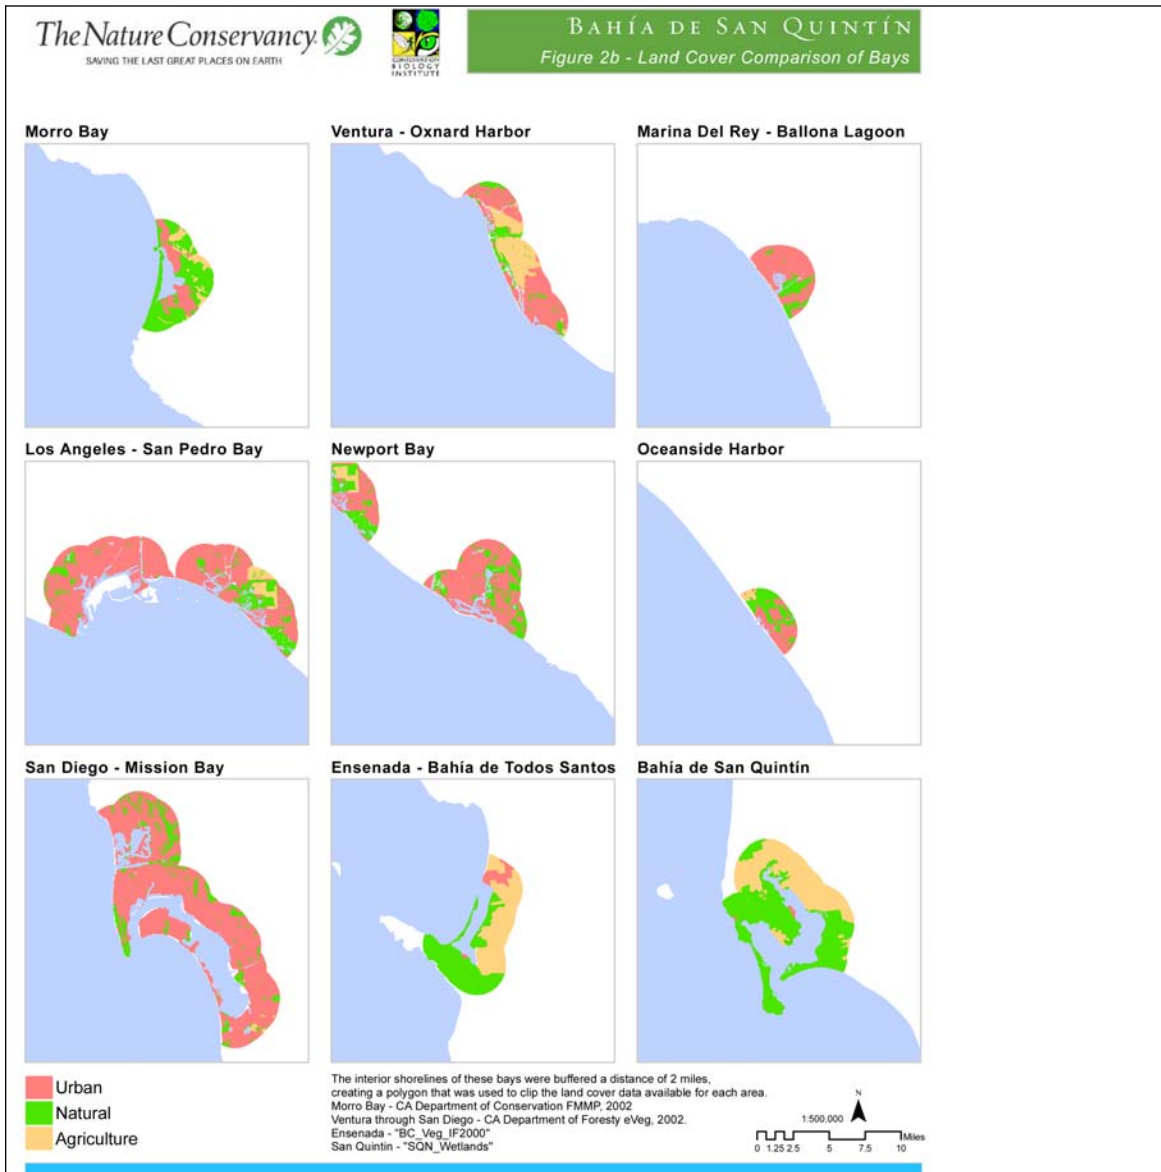 The Nature Conservancy
SAVING THE LAST GREAT PLACES ON EARTH
CONSERVATION
BIOLOGY
INSTITUTE
BAHÍA DE SAN QUINTÍN
Figure 2b - Land Cover Comparison of Bays
Morro Bay
Ventura - Oxnard Harbor
Marina Del Rey - Ballona Lagoon
Los Angeles - San Pedro Bay
Newport Bay
Oceanside Harbor
San Diego - Mission Bay
Ensenada - Bahía de Todos Santos
Bahía de San Quintín
Urban
Natural
Agriculture
The interior shorelines of these bays were buffered a distance of 2 miles,
creating a polygon that was used to clip the land cover data available for each area.
Morro Bay - CA Department of Conservation FMMP, 2002
Ventura through San Diego - CA Department of Foresty eVeg, 2002.
Ensenada - "BC_Veg_IF2000"
San Quintin - "SQN_Wetlands"
N
1:500,000
Miles
0 1.25 2.5 5 7.5 10